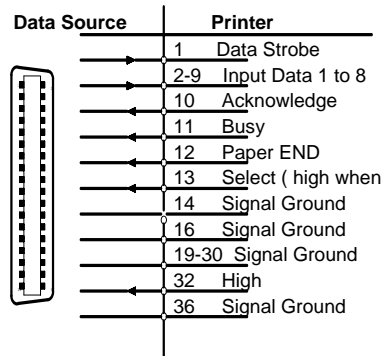 Data Source Printer
1 Data Strobe
2-9 Input Data 1 to 8
10 Acknowledge
11 Busy
12 Paper END
13 Select ( high when
14 Signal Ground
16 Signal Ground
19-30 Signal Ground
32 High
36 Signal Ground